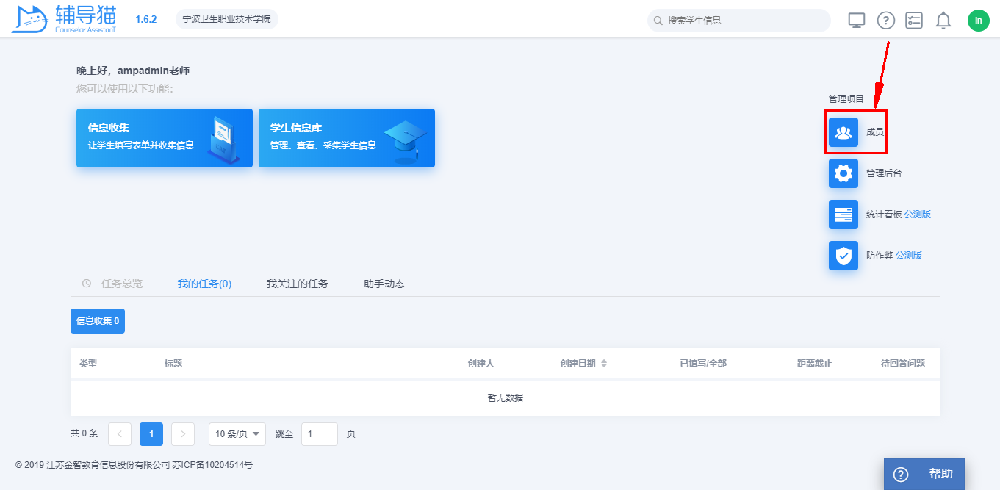 辅导猫
Counselor AssistanT
1.6.2
宁波卫生职业技术学院
搜索学生信息
?
in
晚上好，ampadmin老师
您可以使用以下功能：
信息收集
让学生填写表单并收集信息
学生信息库
管理、查看、采集学生信息
管理项目
成员
管理后台
统计看板 公测版
防作弊 公测版
任务总览 我的任务(0) 我关注的任务 助手动态
信息收集 0
类型 标题 创建人 创建日期 已填写/全部 距离截止 待回答问题
暂无数据
共 0 条 < 1 > 10 条/页 跳至 1 页
© 2019 江苏金智教育信息股份有限公司 苏ICP备10204514号
? 帮助